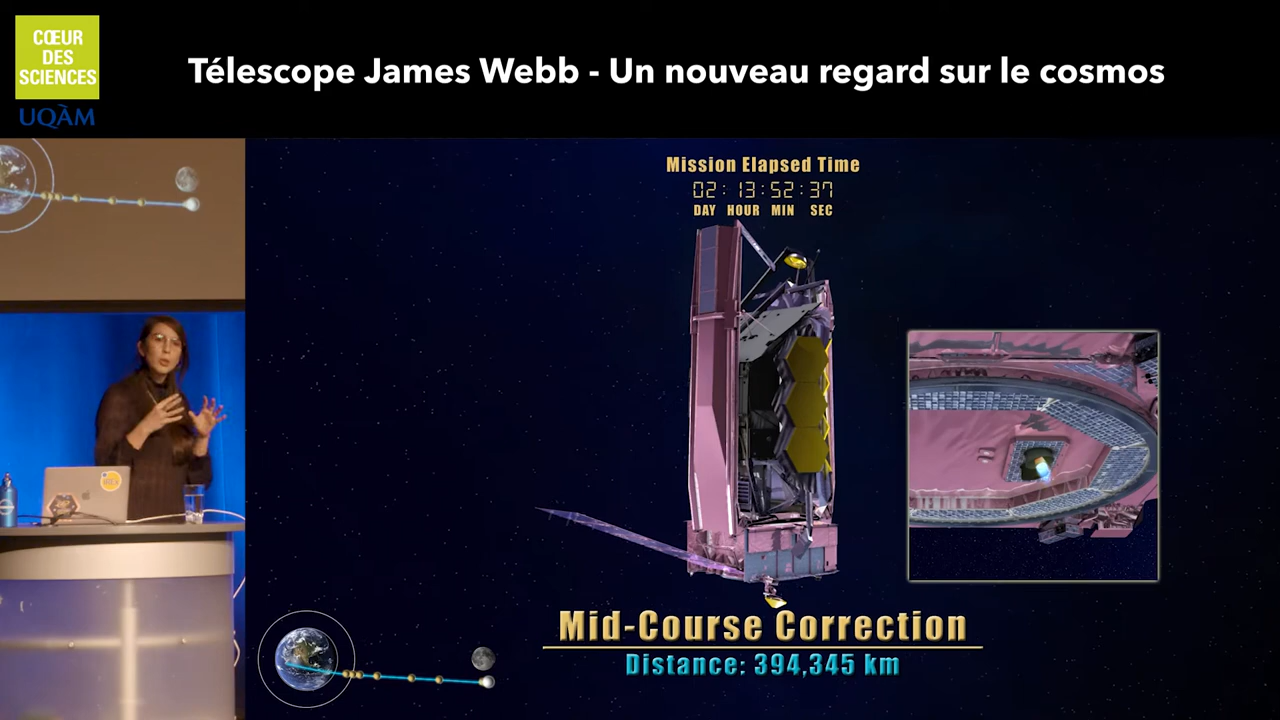 CŒUR
DES
SCIENCES
UQÀM
Télescope James Webb - Un nouveau regard sur le cosmos
Mission Elapsed Time
02:13:52:37
DAY HOUR MIN SEC
Mid-Course Correction
Distance: 394,345 km